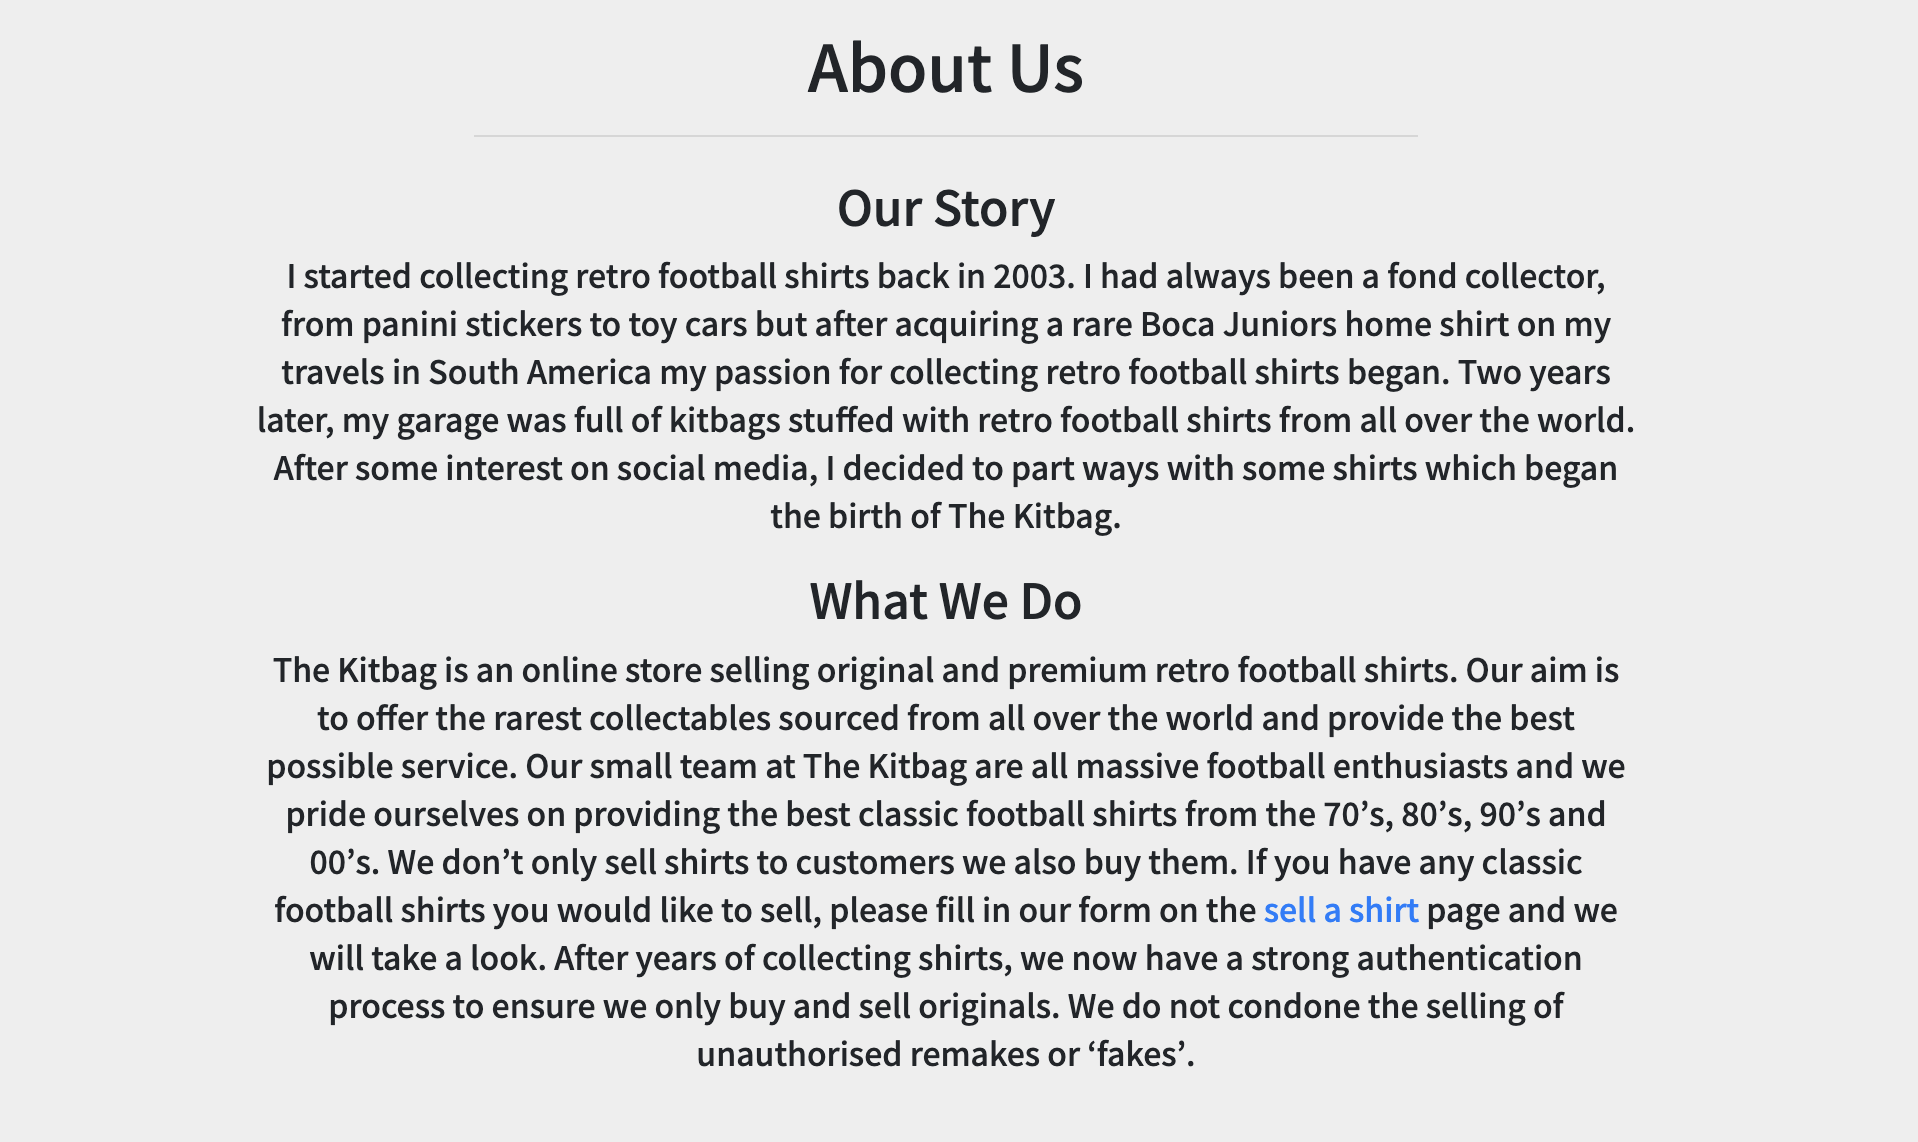 About Us
Our Story
I started collecting retro football shirts back in 2003. I had always been a fond collector,
from panini stickers to toy cars but after acquiring a rare Boca Juniors home shirt on my
travels in South America my passion for collecting retro football shirts began. Two years
later, my garage was full of kitbags stuffed with retro football shirts from all over the world.
After some interest on social media, I decided to part ways with some shirts which began
the birth of The Kitbag.
What We Do
The Kitbag is an online store selling original and premium retro football shirts. Our aim is
to offer the rarest collectables sourced from all over the world and provide the best
possible service. Our small team at The Kitbag are all massive football enthusiasts and we
pride ourselves on providing the best classic football shirts from the 70’s, 80’s, 90’s and
00’s. We don’t only sell shirts to customers we also buy them. If you have any classic
football shirts you would like to sell, please fill in our form on the sell a shirt page and we
will take a look. After years of collecting shirts, we now have a strong authentication
process to ensure we only buy and sell originals. We do not condone the selling of
unauthorised remakes or ‘fakes’.